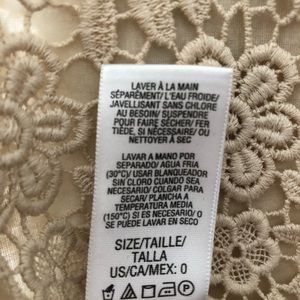 LAVER À LA MAIN
SÉPARÉMENT/ L'EAU FROIDE/
JAVELLISANT SANS CHLORE
AU BESOIN/ SUSPENDRE
POUR FAIRE SÉCHER/ FER
TIÈDE, SI NÉCESSAIRE/ OU
NETTOYER À SEC
LAVAR A MANO POR
SEPARADO/ AGUA FRIA
(30°C)/ USAR BLANQUEADOR
SIN CLORO CUANDO SEA
NECESARIO/ COLGAR PARA
SECAR/ PLANCHA A
TEMPERATURA MEDIA
(150°C) SI ES NECESARIO/ O
SE PUEDE LAVAR EN SECO
SIZE/TAILLE/
TALLA
US/CA/MEX: 0